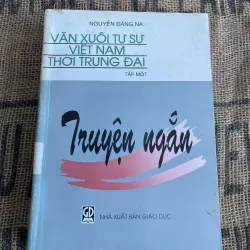 NGUYỄN ĐĂNG NA
VĂN XUÔI TỰ SỰ
VIỆT NAM
THỜI TRUNG ĐẠI
TẬP MỘT
Truyện ngắn
NHÀ XUẤT BẢN GIÁO DỤC